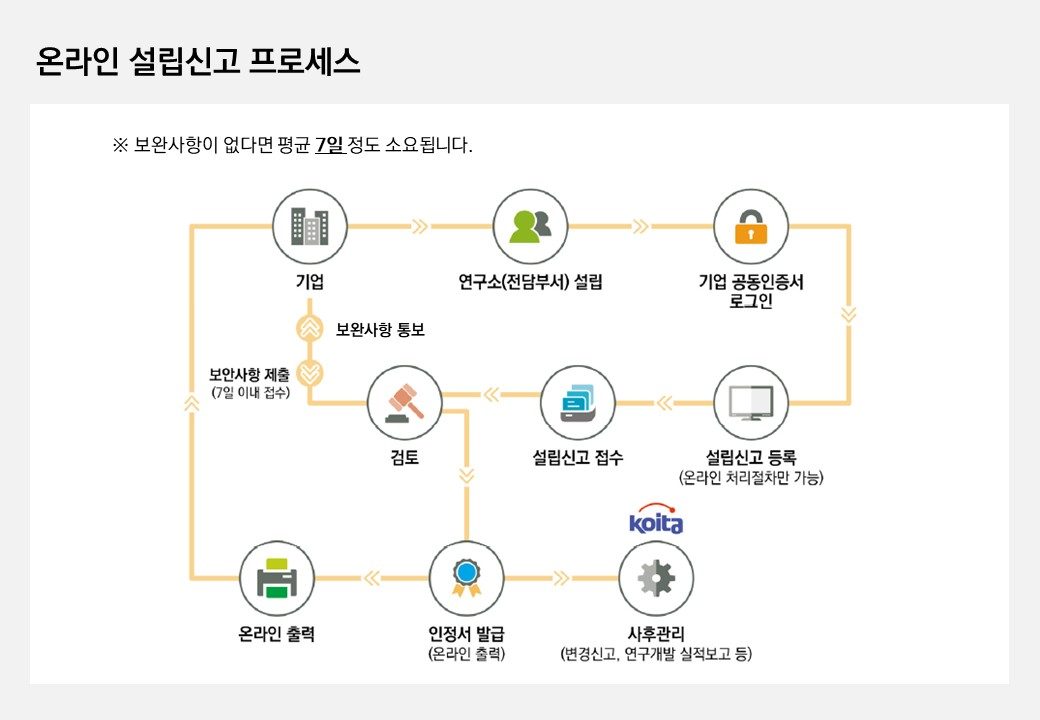 온라인 설립신고 프로세스
※ 보완사항이 없다면 평균 7일 정도 소요됩니다.
기업
연구소(전담부서) 설립
기업 공동인증서
로그인
보완사항 통보
보안사항 제출
(7일 이내 접수)
검토
설립신고 접수
설립신고 등록
(온라인 처리절차만 가능)
koita
온라인 출력
인정서 발급
(온라인 출력)
사후관리
(변경신고, 연구개발 실적보고 등)